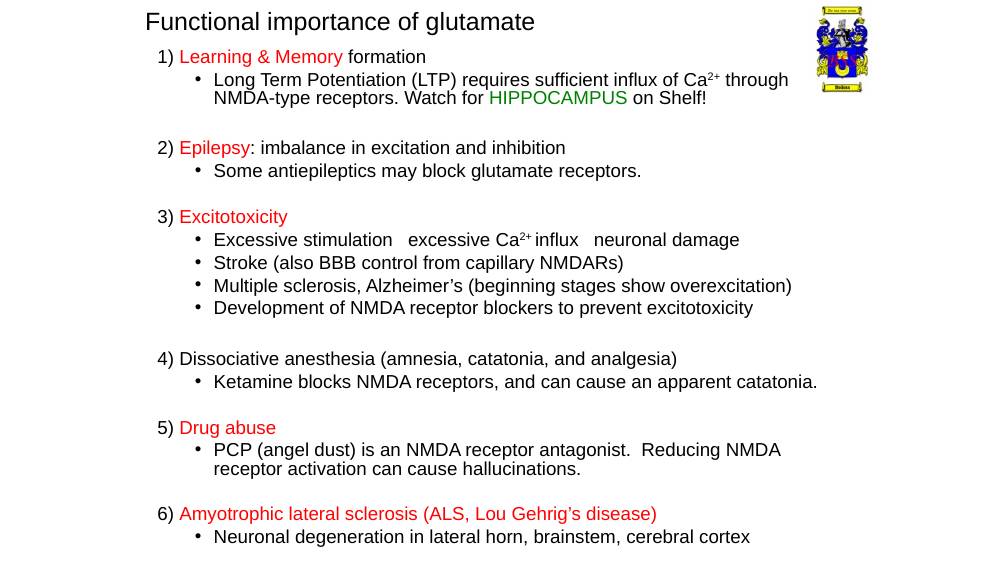 Functional importance of glutamate
1) Learning & Memory formation
• Long Term Potentiation (LTP) requires sufficient influx of Ca2+ through
NMDA-type receptors. Watch for HIPPOCAMPUS on Shelf!
2) Epilepsy: imbalance in excitation and inhibition
• Some antiepileptics may block glutamate receptors.
3) Excitotoxicity
• Excessive stimulation   excessive Ca2+ influx   neuronal damage
• Stroke (also BBB control from capillary NMDARs)
• Multiple sclerosis, Alzheimer’s (beginning stages show overexcitation)
• Development of NMDA receptor blockers to prevent excitotoxicity
4) Dissociative anesthesia (amnesia, catatonia, and analgesia)
• Ketamine blocks NMDA receptors, and can cause an apparent catatonia.
5) Drug abuse
• PCP (angel dust) is an NMDA receptor antagonist.  Reducing NMDA
receptor activation can cause hallucinations.
6) Amyotrophic lateral sclerosis (ALS, Lou Gehrig’s disease)
• Neuronal degeneration in lateral horn, brainstem, cerebral cortex